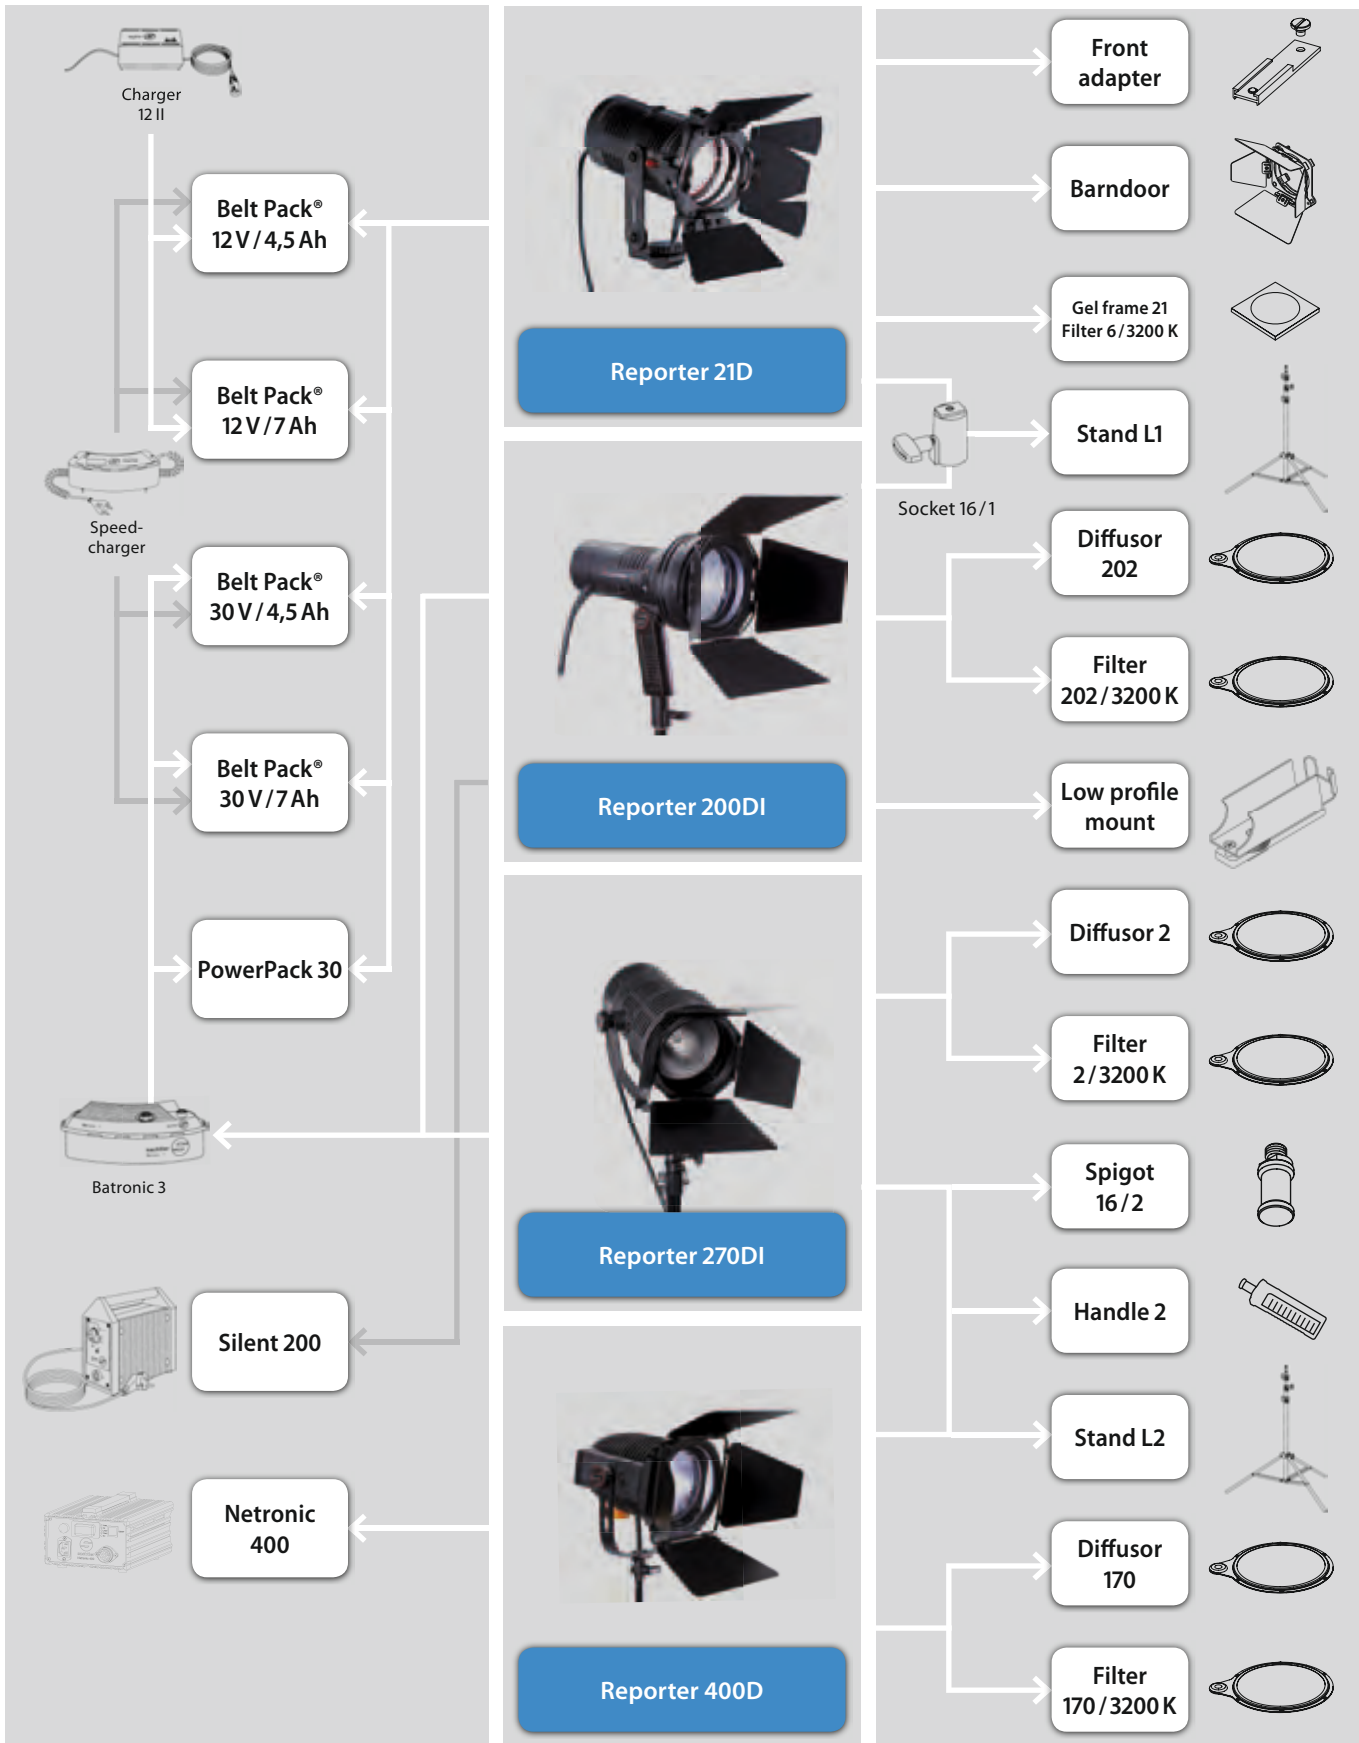 Charger
12 II
Belt Pack®
12 V / 4,5 Ah
Belt Pack®
12 V / 7 Ah
Speed-
charger
Belt Pack®
30 V / 4,5 Ah
Belt Pack®
30 V / 7 Ah
PowerPack 30
Batronic 3
Silent 200
Netronic
400
Reporter 21D
Reporter 200DI
Reporter 270DI
Reporter 400D
Front
adapter
Barndoor
Gel frame 21
Filter 6 / 3200 K
Stand L1
Socket 16 / 1
Diffusor
202
Filter
202 / 3200 K
Low profile
mount
Diffusor 2
Filter
2 / 3200 K
Spigot
16 / 2
Handle 2
Stand L2
Diffusor
170
Filter
170 / 3200 K